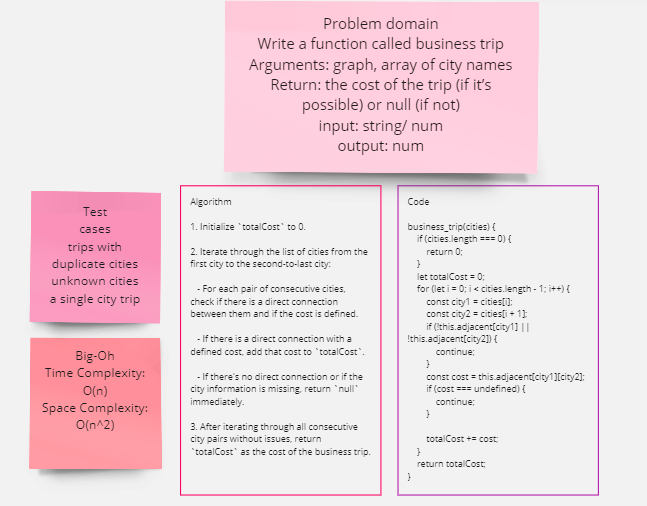 Problem domain
Write a function called business trip
Arguments: graph, array of city names
Return: the cost of the trip (if it's
possible) or null (if not)
input: string/ num
output: num
Test
cases
trips with
duplicate cities
unknown cities
a single city trip
Big-Oh
Time Complexity:
O(n)
Space Complexity:
O(n^2)
Algorithm
1. Initialize `totalCost` to 0.
2. Iterate through the list of cities from the
first city to the second-to-last city:
- For each pair of consecutive cities,
check if there is a direct connection
between them and if the cost is defined.
- If there is a direct connection with a
defined cost, add that cost to `totalCost`.
- If there's no direct connection or if the
city information is missing, return `null`
immediately.
3. After iterating through all consecutive
city pairs without issues, return
`totalCost` as the cost of the business trip.
Code
business_trip(cities) {
if (cities.length === 0) {
return 0;
}
let totalCost = 0;
for (let i = 0; i < cities.length - 1; i++) {
const city1 = cities[i];
const city2 = cities[i + 1];
if (!this.adjacent[city1] ||
!this.adjacent[city2]) {
continue;
}
const cost = this.adjacent[city1][city2];
if (cost === undefined) {
continue;
}
totalCost += cost;
}
return totalCost;
}